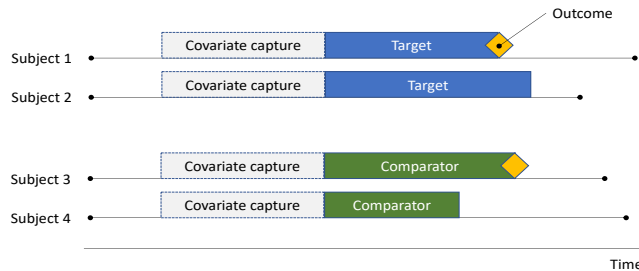 Outcome
Covariate capture Target
Subject 1
Covariate capture Target
Subject 2
Covariate capture Comparator
Subject 3
Covariate capture Comparator
Subject 4
Time